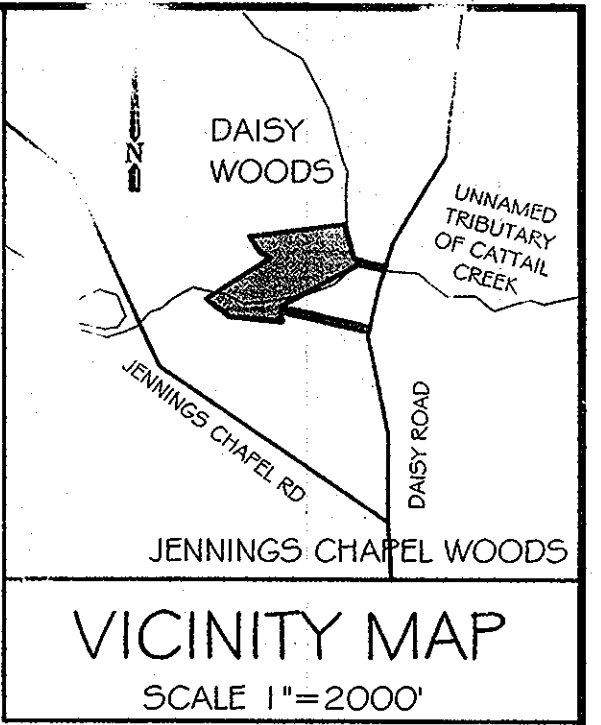 DAISY
WOODS
N
UNNAMED
TRIBUTARY
OF CATTAIL
CREEK
JENNINGS CHAPEL RD
DAISY ROAD
JENNINGS CHAPEL WOODS
VICINITY MAP
SCALE 1"=2000'